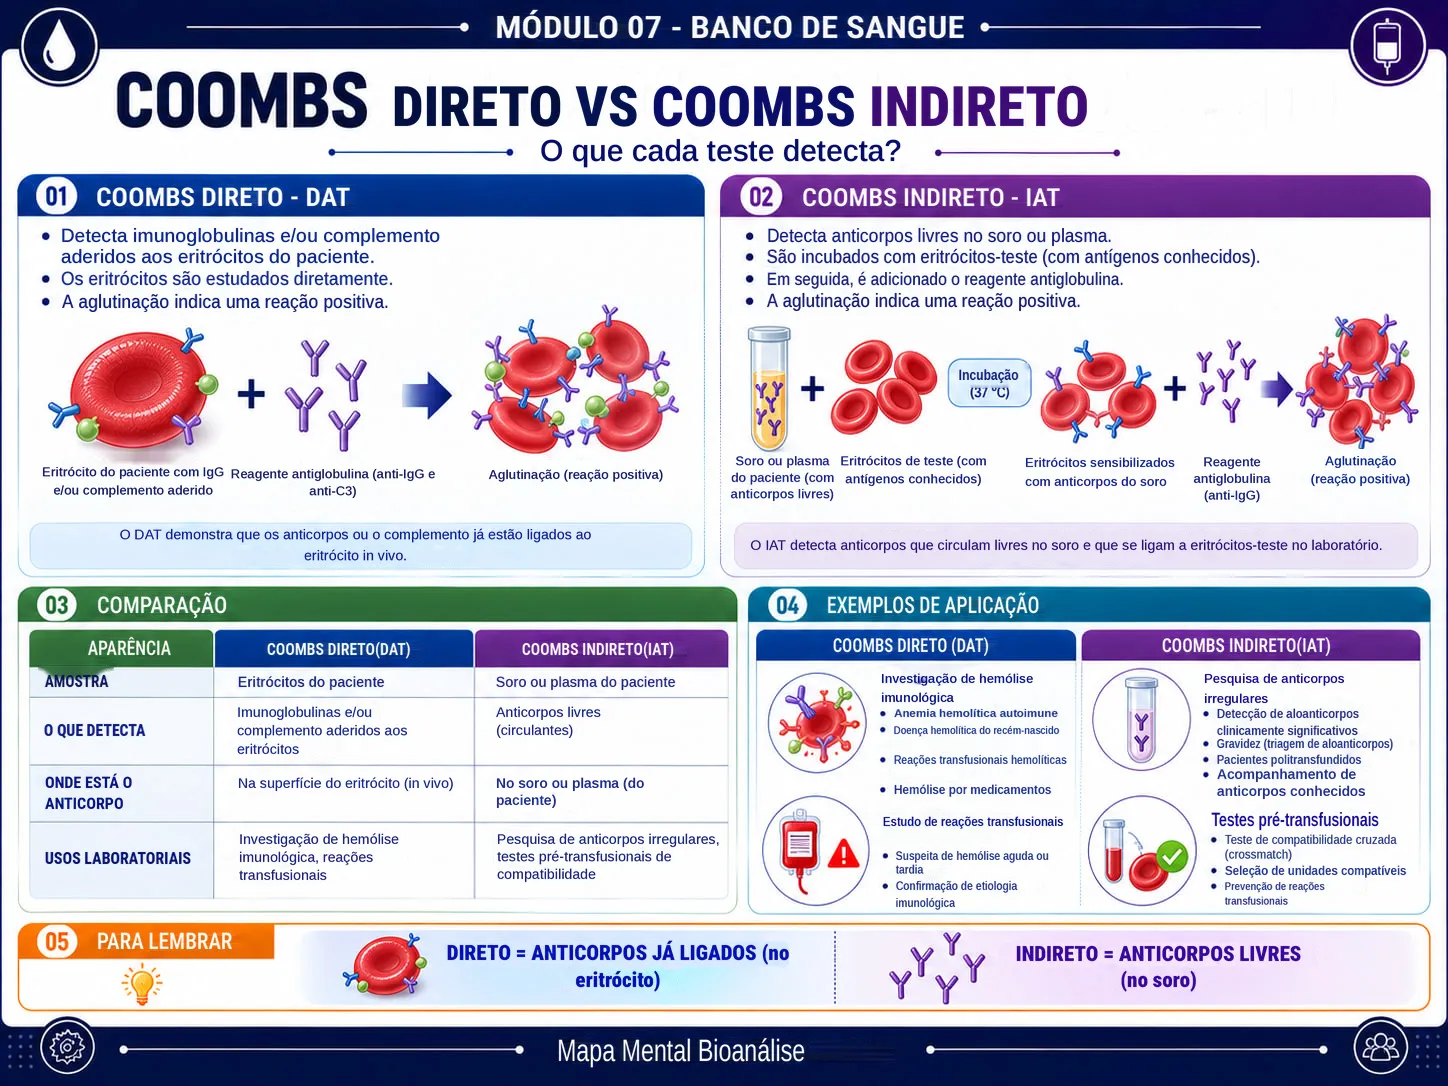 MÓDULO 07 - BANCO DE SANGUE
COOMBS DIRETO VS COOMBS INDIRETO
O que cada teste detecta?
01 COOMBS DIRETO - DAT
• Detecta imunoglobulinas e/ou complemento
aderidos aos eritrócitos do paciente.
• Os eritrócitos são estudados diretamente.
• A aglutinação indica uma reação positiva.
Eritrócito do paciente com IgG
e/ou complemento aderido
Reagente antiglobulina (anti-IgG e
anti-C3)
Aglutinação (reação positiva)
O DAT demonstra que os anticorpos ou o complemento já estão ligados ao
eritrócito in vivo.
02 COOMBS INDIRETO - IAT
• Detecta anticorpos livres no soro ou plasma.
• São incubados com eritrócitos-teste (com antígenos conhecidos).
• Em seguida, é adicionado o reagente antiglobulina.
• A aglutinação indica uma reação positiva.
Incubação
(37 °C)
Soro ou plasma
do paciente (com
anticorpos livres)
Eritrócitos de teste (com
antígenos conhecidos)
Eritrócitos sensibilizados
com anticorpos do soro
Reagente
antiglobulina
(anti-IgG)
Aglutinação
(reação positiva)
O IAT detecta anticorpos que circulam livres no soro e que se ligam a eritrócitos-teste no laboratório.
03 COMPARAÇÃO
APARÊNCIA
COOMBS DIRETO(DAT)
COOMBS INDIRETO(IAT)
AMOSTRA
Eritrócitos do paciente
Soro ou plasma do paciente
O QUE DETECTA
Imunoglobulinas e/ou
complemento aderidos aos
eritrócitos
Anticorpos livres
(circulantes)
ONDE ESTÁ O
ANTICORPO
Na superfície do eritrócito (in vivo)
No soro ou plasma (do
paciente)
USOS LABORATORIAIS
Investigação de hemólise
imunológica, reações
transfusionais
Pesquisa de anticorpos irregulares,
testes pré-transfusionais de
compatibilidade
04 EXEMPLOS DE APLICAÇÃO
COOMBS DIRETO (DAT)
Investigação de hemólise
imunológica
• Anemia hemolítica autoimune
• Doença hemolítica do recém-nascido
• Reações transfusionais hemolíticas
• Hemólise por medicamentos
Estudo de reações transfusionais
• Suspeita de hemólise aguda ou
tardia
• Confirmação de etiologia
imunológica
COOMBS INDIRETO(IAT)
Pesquisa de anticorpos
irregulares
• Detecção de aloanticorpos
clinicamente significativos
• Gravidez (triagem de aloanticorpos)
• Pacientes politransfundidos
• Acompanhamento de
anticorpos conhecidos
Testes pré-transfusionais
• Teste de compatibilidade cruzada
(crossmatch)
• Seleção de unidades compatíveis
• Prevenção de reações
transfusionais
05 PARA LEMBRAR
DIRETO = ANTICORPOS JÁ LIGADOS (no
eritrócito)
INDIRETO = ANTICORPOS LIVRES
(no soro)
Mapa Mental Bioanálise